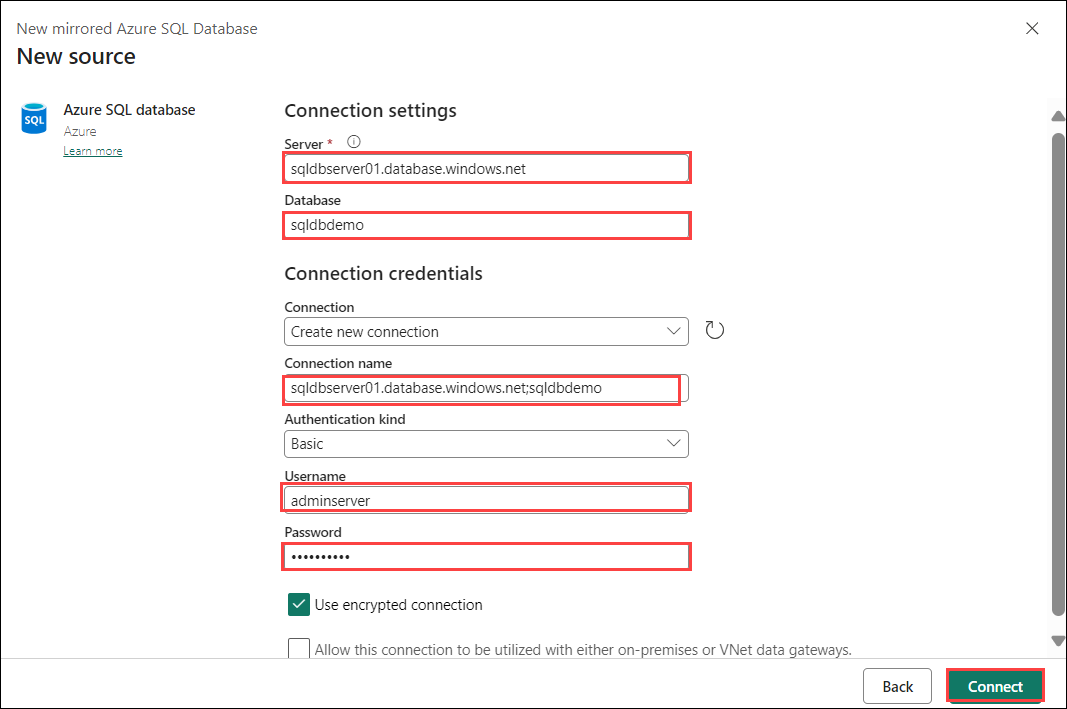 New mirrored Azure SQL Database
New source
SQL
Azure SQL database
Azure
Learn more
Connection settings
Server *
sqldbserver01.database.windows.net
Database
sqldbdemo
Connection credentials
Connection
Create new connection
Connection name
sqldbserver01.database.windows.net;sqldbdemo
Authentication kind
Basic
Username
adminserver
Password
••••••••••
Use encrypted connection
Allow this connection to be utilized with either on-premises or VNet data gateways.
Back
Connect